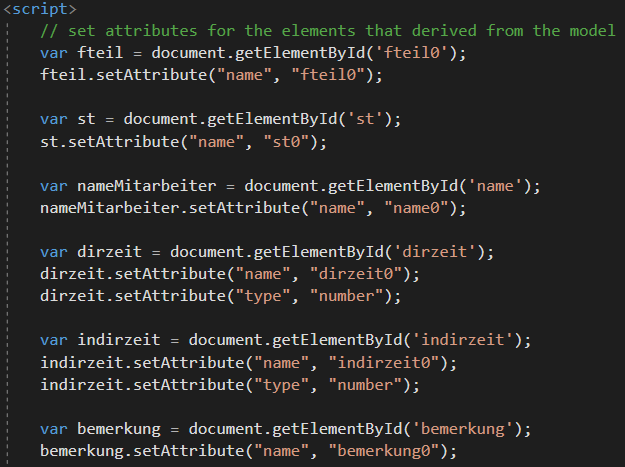 <script>
// set attributes for the elements that derived from the model
var fteil = document.getElementById('fteil0');
fteil.setAttribute("name", "fteil0");
var st = document.getElementById('st');
st.setAttribute("name", "st0");
var nameMitarbeiter = document.getElementById('name');
nameMitarbeiter.setAttribute("name", "name0");
var dirzeit = document.getElementById('dirzeit');
dirzeit.setAttribute("name", "dirzeit0");
dirzeit.setAttribute("type", "number");
var indirzeit = document.getElementById('indirzeit');
indirzeit.setAttribute("name", "indirzeit0");
indirzeit.setAttribute("type", "number");
var bemerkung = document.getElementById('bemerkung');
bemerkung.setAttribute("name", "bemerkung0");